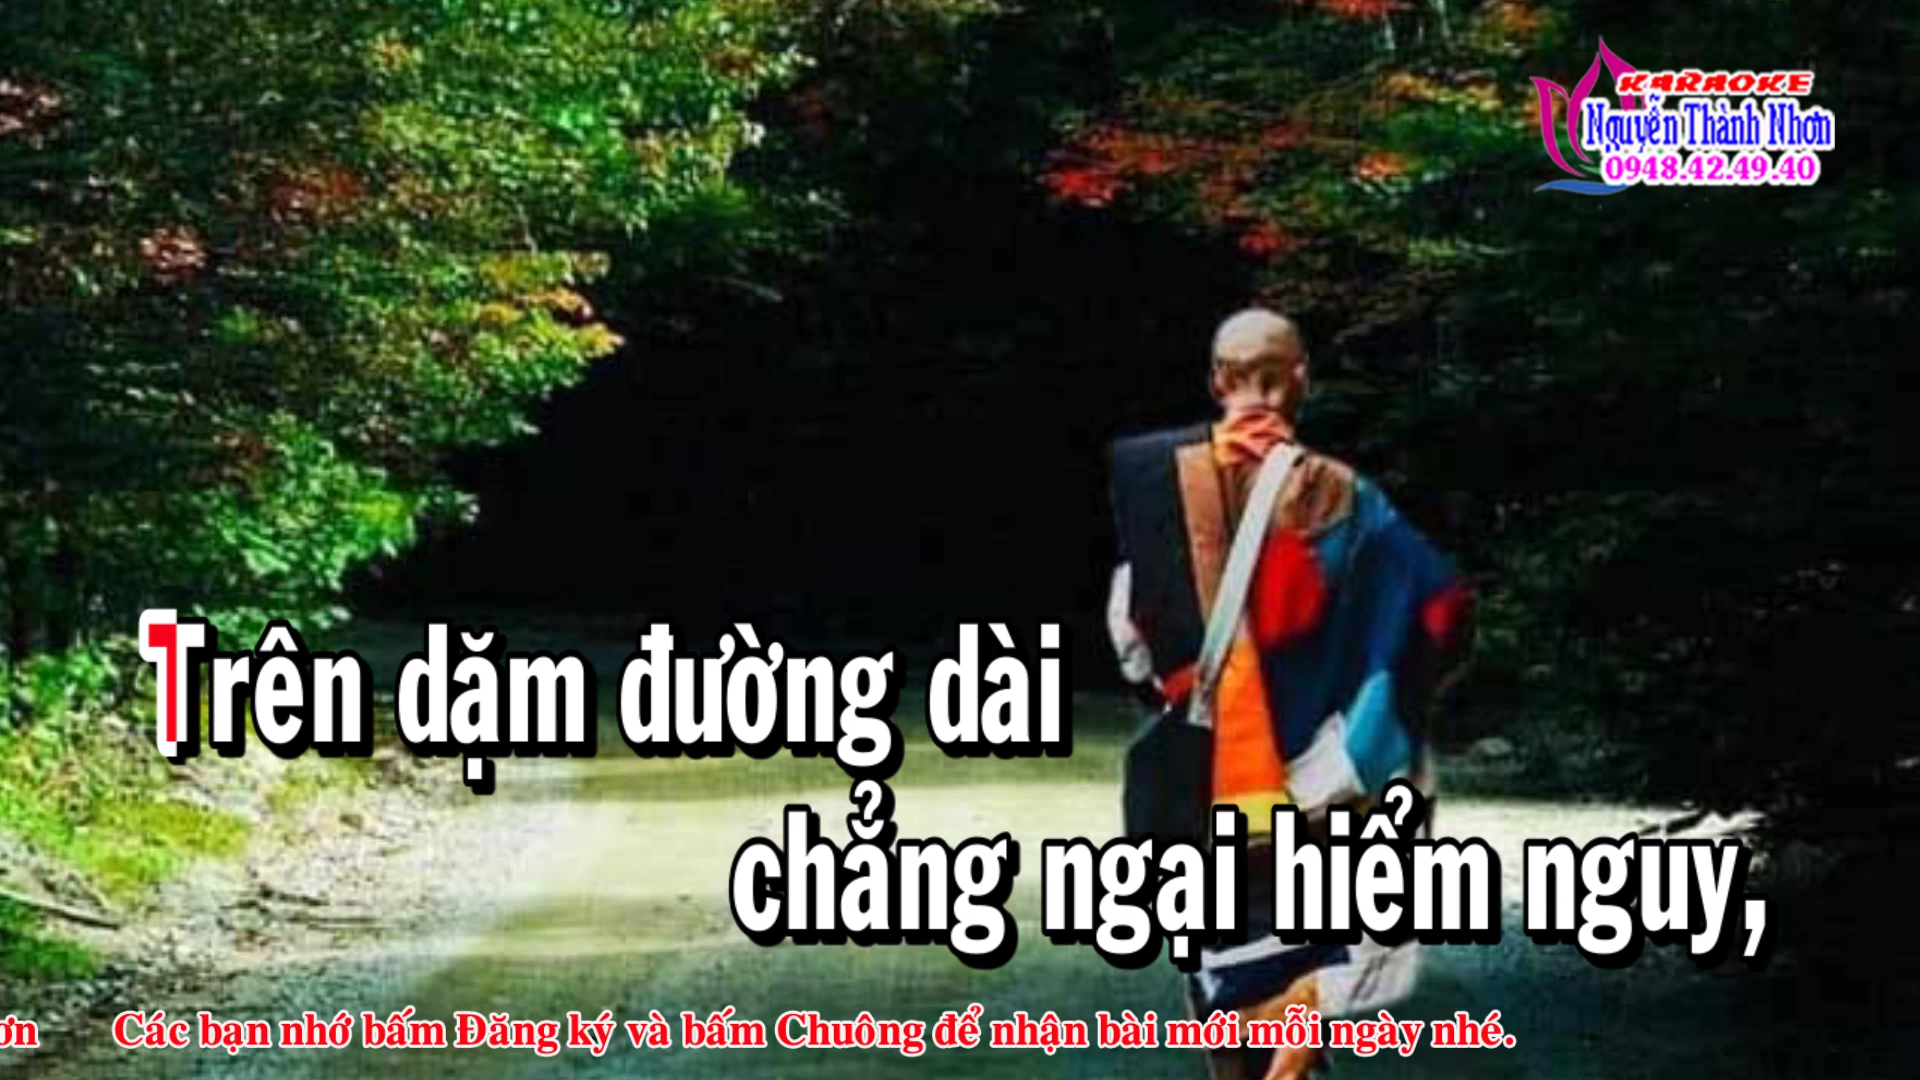 KARAOKE
Nguyễn Thành Nhơn
0948.42.49.40
Trên dặm đường dài
chẳng ngại hiểm nguy,
ơn Các bạn nhớ bấm Đăng ký và bấm Chuông để nhận bài mới mỗi ngày nhé.